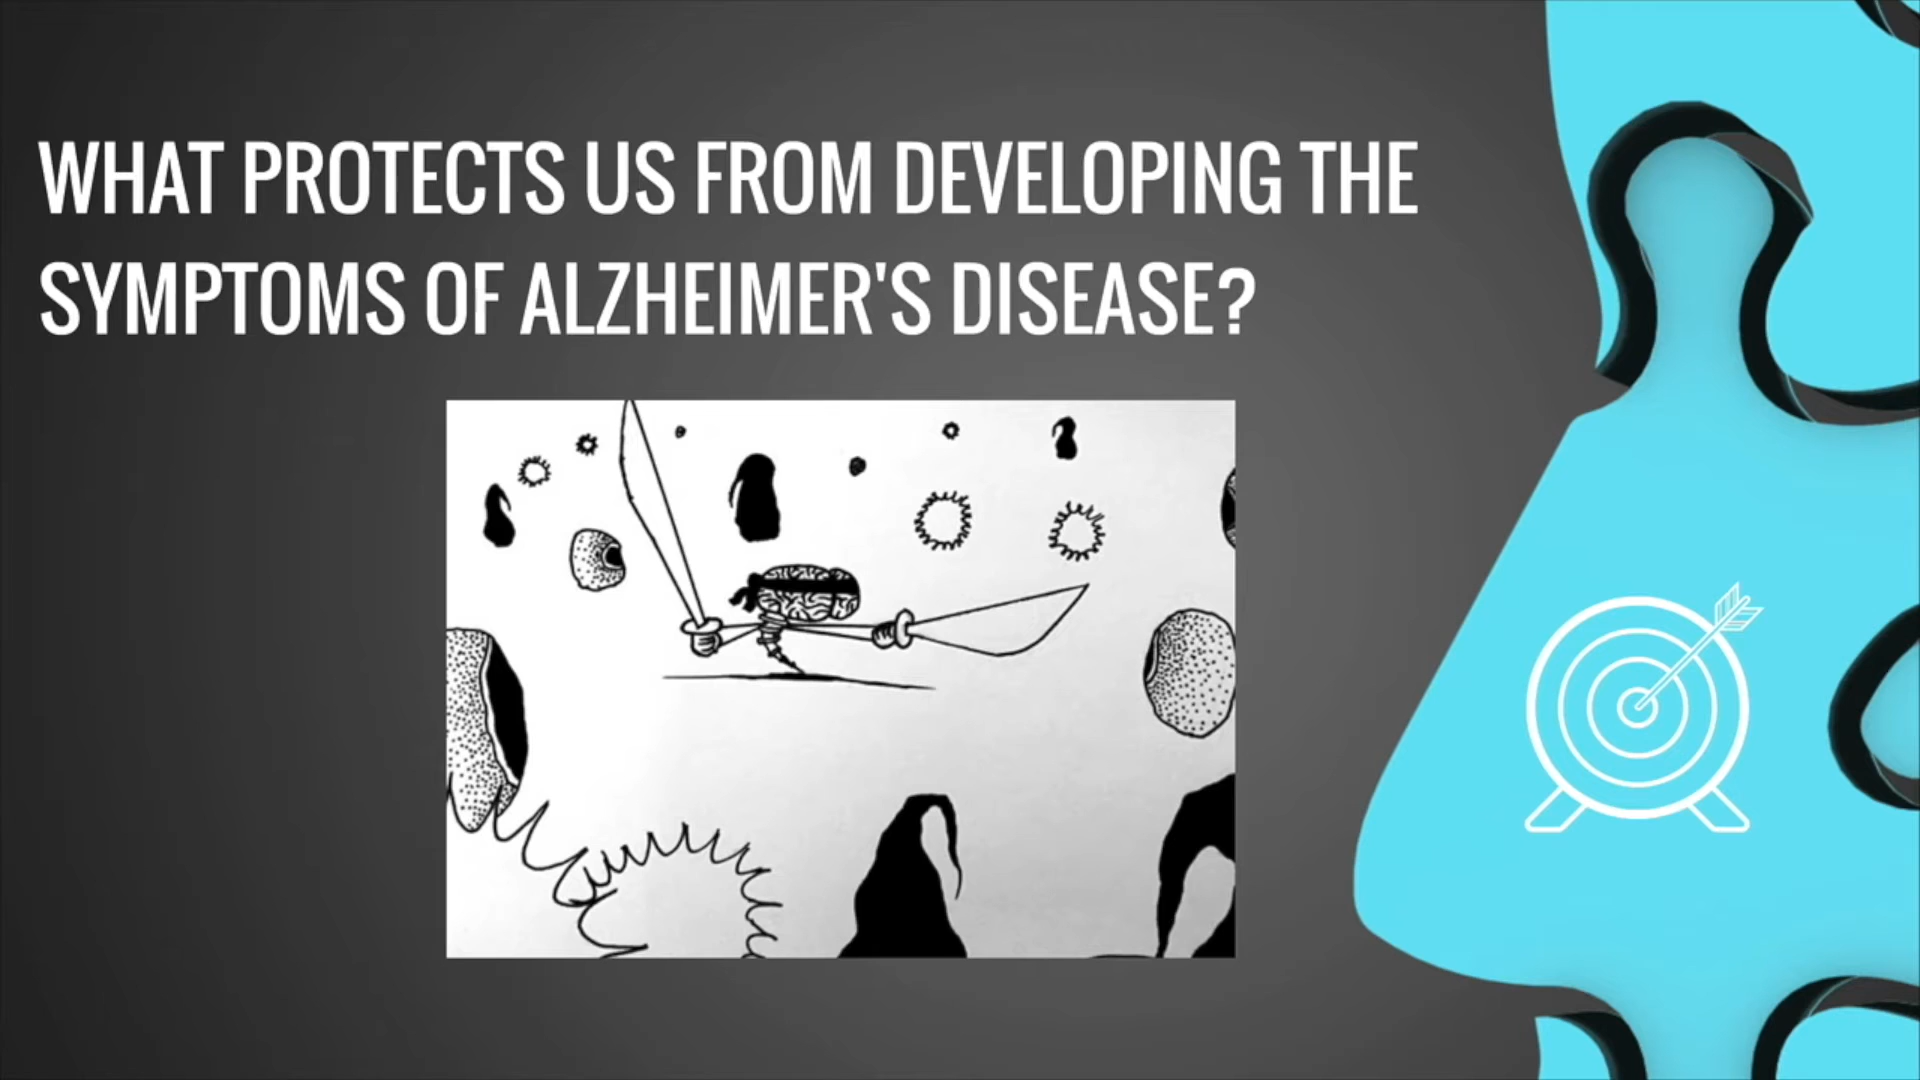 WHAT PROTECTS US FROM DEVELOPING THE
SYMPTOMS OF ALZHEIMER'S DISEASE?